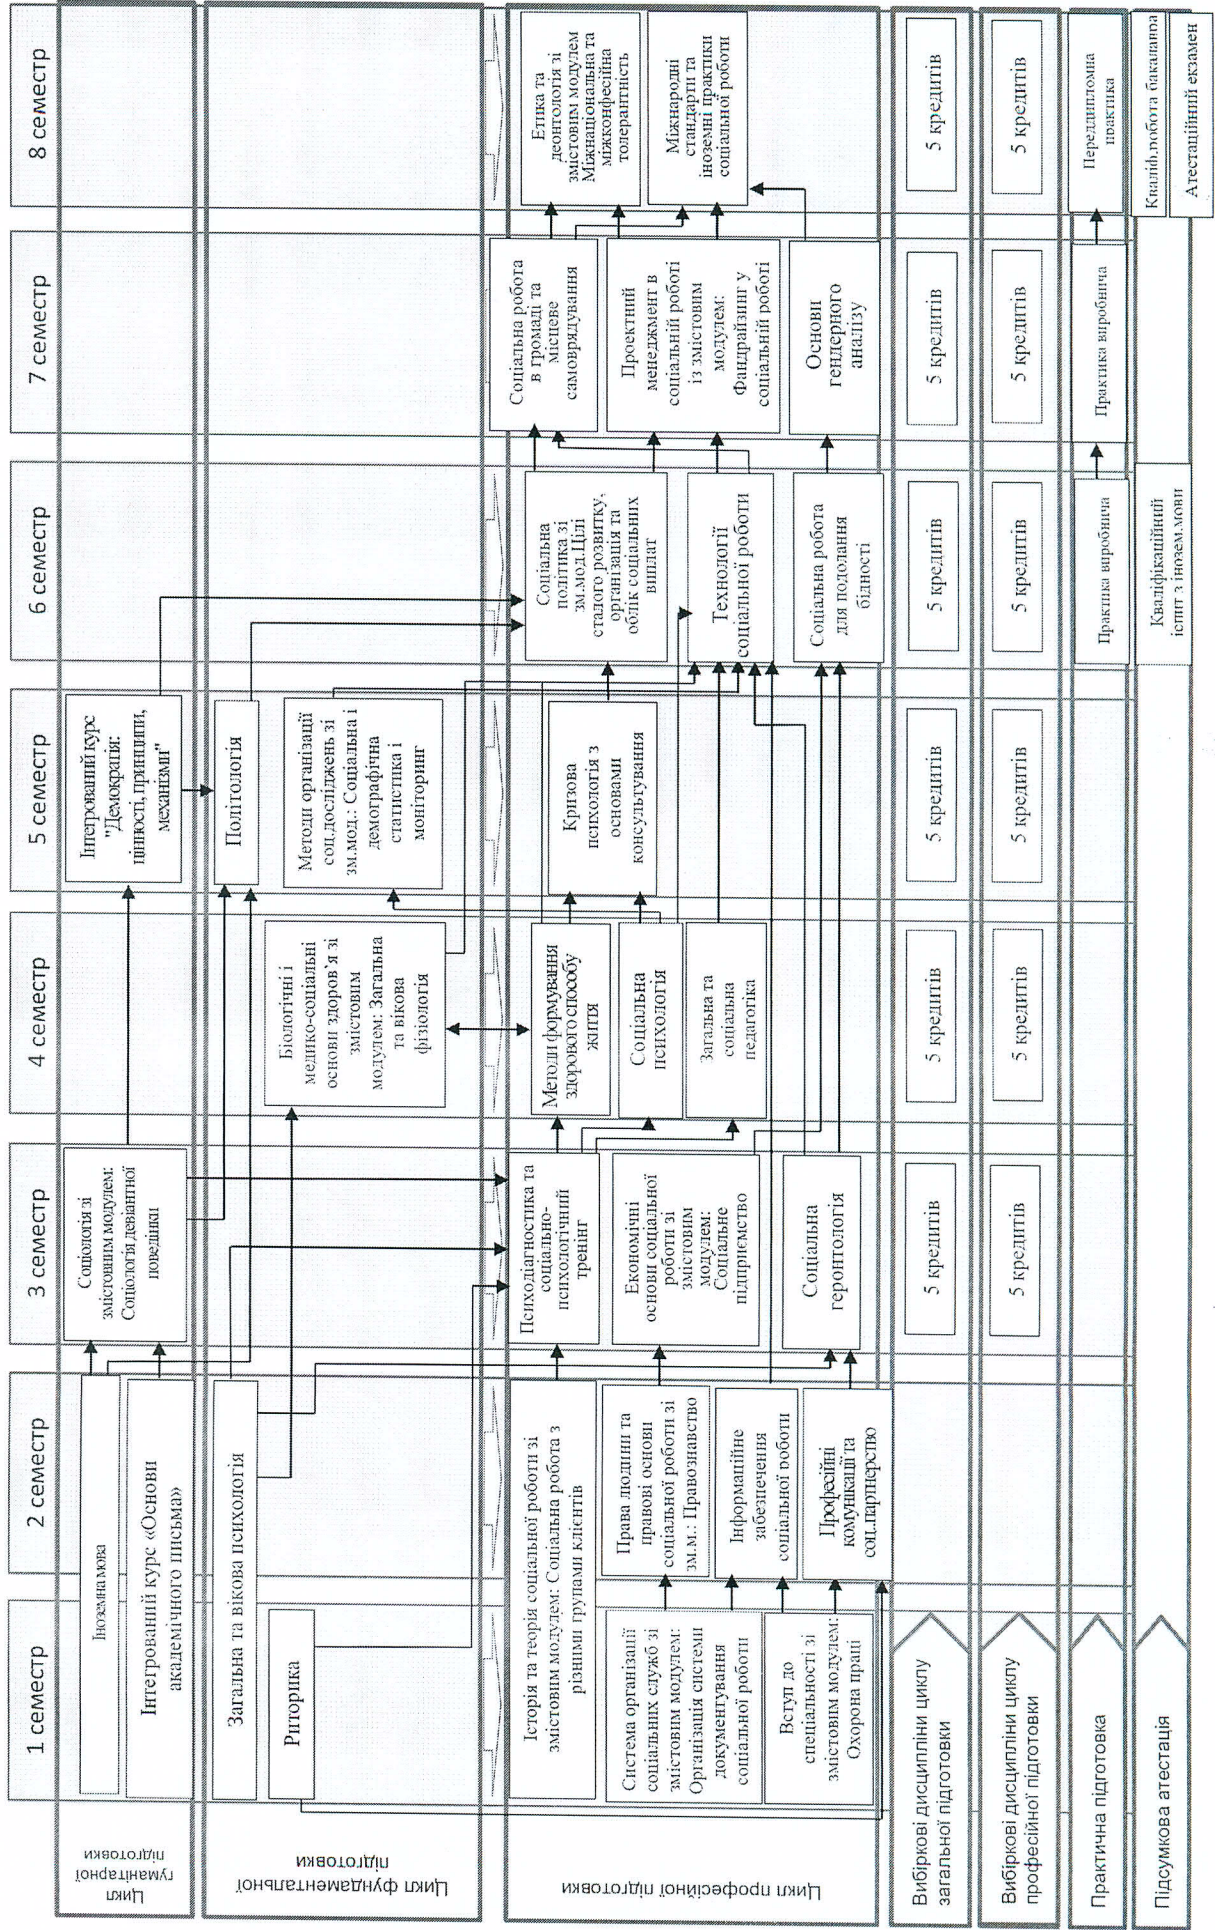 1 семестр
2 семестр
3 семестр
4 семестр
5 семестр
6 семестр
7 семестр
8 семестр
Цикл
гуманітарної
підготовки
Іноземна мова
Інтегрований курс «Основи
академічного письма»
Соціологія зі
змістовним модулем:
Соціологія девіантної
поведінки
Інтегрований курс
"Демократія:
цінності, принципи,
механізми"
Цикл фундаментальної
підготовки
Загальна та вікова психологія
Риторика
Біологічні і
медико-соціальні
основи здоров'я зі
змістовим
модулем: Загальна
та вікова
фізіологія
Політологія
Методи організації
соц.досліджень зі
зм.мод.: Соціальна і
демографічна
статистика і
моніторинг
Цикл професійної підготовки
Історія та теорія соціальної роботи зі
змістовим модулем: Соціальна робота з
різними групами клієнтів
Система організації
соціальних служб зі
змістовим модулем:
Організація системи
документування
соціальної роботи
Вступ до
спеціальності зі
змістовим модулем:
Охорона праці
Права людини та
правові основи
соціальної роботи зі
зм.м.: Правознавство
Інформаційне
забезпечення
соціальної роботи
Професійні
комунікації та
соц.партнерство
Психодіагностика та
соціально-
психологічний
тренінг
Економічні
основи соціальної
роботи зі
змістовим
модулем:
Соціальне
підприємство
Соціальна
геронтологія
Методи формування
здорового способу
життя
Соціальна
психологія
Загальна та
соціальна
педагогіка
Кризова
психологія з
основами
консультування
Соціальна
політика зі
зм.мод.Цілі
сталого розвитку,
організація та
облік соціальних
виплат
Технології
соціальної роботи
Соціальна робота
для подолання
бідності
Соціальна робота
в громаді та
місцеве
самоврядування
Проектний
менеджмент в
соціальній роботі
із змістовим
модулем:
Фандрайзинг у
соціальній роботі
Основи
гендерного
аналізу
Етика та
деонтологія зі
змістовим модулем
Міжнаціональна та
міжконфесійна
толерантність
Міжнародні
стандарти та
іноземні практики
соціальної роботи
Вибіркові дисципліни циклу
загальної підготовки
5 кредитів
5 кредитів
5 кредитів
5 кредитів
5 кредитів
5 кредитів
Вибіркові дисципліни циклу
професійної підготовки
5 кредитів
5 кредитів
5 кредитів
5 кредитів
5 кредитів
5 кредитів
Практична підготовка
Практика виробнича
Практика виробнича
Переддипломна
практика
Підсумкова атестація
Кваліфікаційний
іспит з інозем.мови
Кваліф.робота бакалавра
Атестаційний екзамен